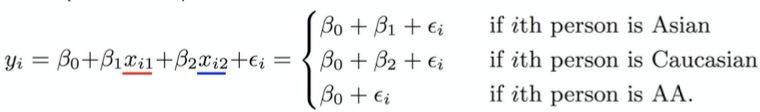 β₀ + β₁ + ϵᵢ if ith person is Asian
yᵢ = β₀+β₁xᵢ₁+β₂xᵢ₂+ϵᵢ = { β₀ + β₂ + ϵᵢ if ith person is Caucasian
β₀ + ϵᵢ if ith person is AA.